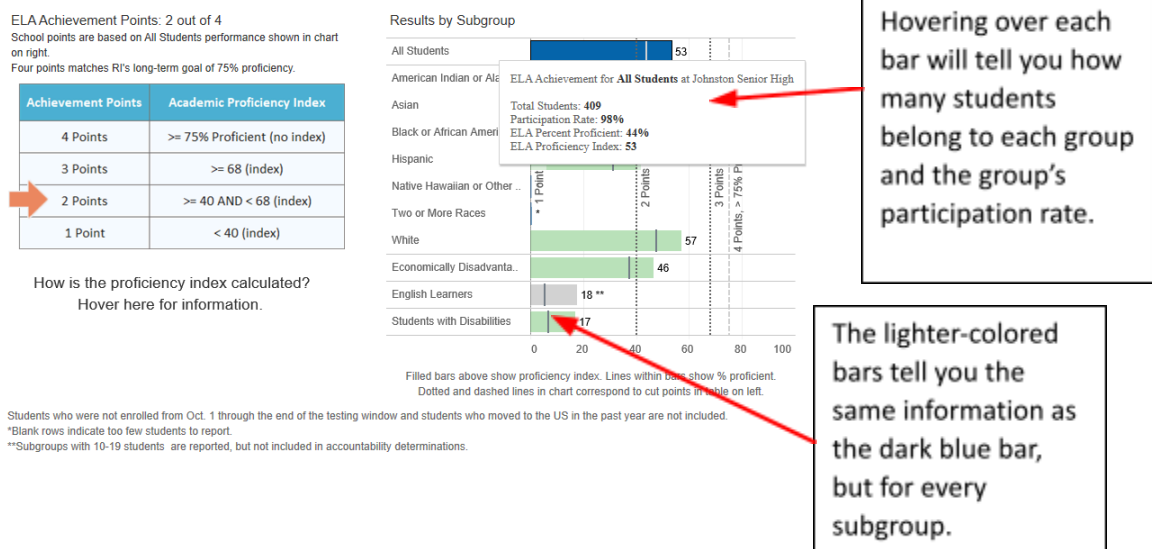 ELA Achievement Points: 2 out of 4
School points are based on All Students performance shown in chart
on right.
Four points matches RI's long-term goal of 75% proficiency.
Achievement Points Academic Proficiency Index
4 Points >= 75% Proficient (no index)
3 Points >= 68 (index)
2 Points >= 40 AND < 68 (index)
1 Point < 40 (index)
How is the proficiency index calculated?
Hover here for information.
Results by Subgroup
All Students 53
American Indian or Ala
Asian
Black or African Ameri
Hispanic
Native Hawaiian or Other ..
Two or More Races *
White 57
Economically Disadvanta.. 46
English Learners 18 **
Students with Disabilities 17
1 Point
2 Points
3 Points
4 Points, > 75% P
0 20 40 60 80 100
ELA Achievement for All Students at Johnston Senior High
Total Students: 409
Participation Rate: 98%
ELA Percent Proficient: 44%
ELA Proficiency Index: 53
Filled bars above show proficiency index. Lines within bars show % proficient.
Dotted and dashed lines in chart correspond to cut points in table on left.
Students who were not enrolled from Oct. 1 through the end of the testing window and students who moved to the US in the past year are not included.
*Blank rows indicate too few students to report.
**Subgroups with 10-19 students are reported, but not included in accountability determinations.
Hovering over each
bar will tell you how
many students
belong to each group
and the group's
participation rate.
The lighter-colored
bars tell you the
same information as
the dark blue bar,
but for every
subgroup.